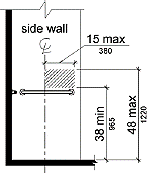 side wall
℄
15 max
380
38 min
965
48 max
1220